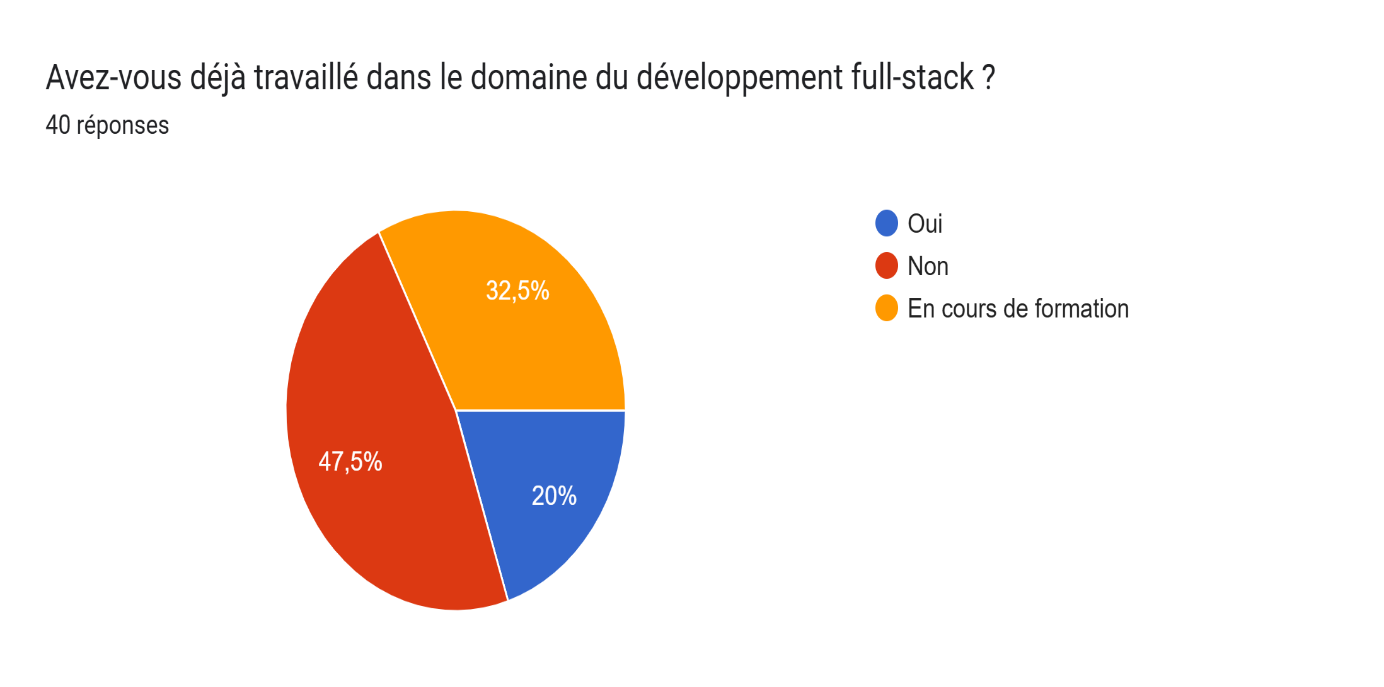 Avez-vous déjà travaillé dans le domaine du développement full-stack ?
40 réponses
Oui
Non
En cours de formation
32,5%
47,5%
20%